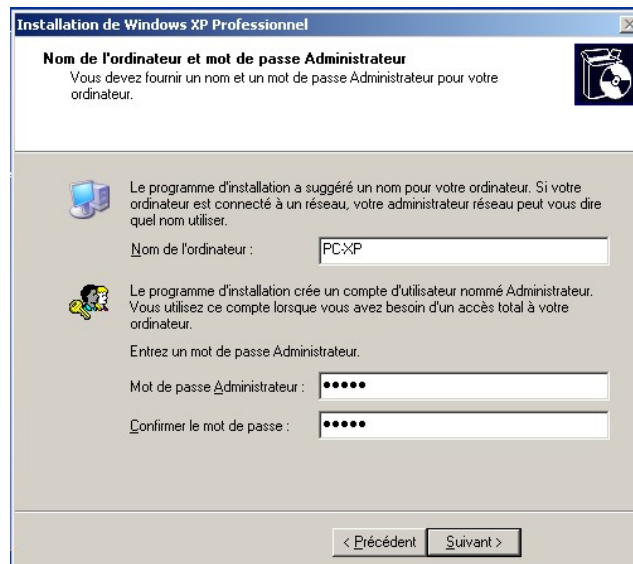 Installation de Windows XP Professionnel
Nom de l'ordinateur et mot de passe Administrateur
Vous devez fournir un nom et un mot de passe Administrateur pour votre
ordinateur.
Le programme d'installation a suggéré un nom pour votre ordinateur. Si votre
ordinateur est connecté à un réseau, votre administrateur réseau peut vous dire
quel nom utiliser.
Nom de l'ordinateur : PC-XP
Le programme d'installation crée un compte d'utilisateur nommé Administrateur.
Vous utilisez ce compte lorsque vous avez besoin d'un accès total à votre
ordinateur.
Entrez un mot de passe Administrateur.
Mot de passe Administrateur : •••••
Confirmer le mot de passe : •••••
< Précédent Suivant >